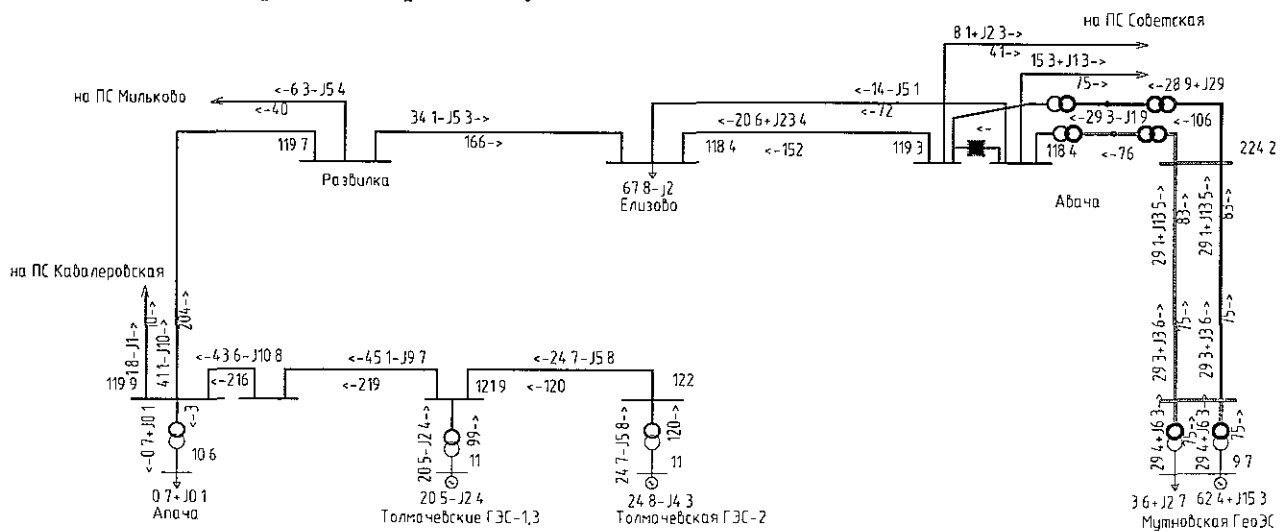 на ПС Советская
8 1+J2 3->
41->
15 3+J1 3->
75->
<-28 9+J29
<-106
<-29 3-J1 9
<-76
<-6 3-J5 4
<-40
на ПС Мильково
34 1-J5 3->
166->
<-14-J5 1
<-72
<-20 6+J23 4
<-152
<-
119 7
118 4
119 3
118 4
224 2
Развилка
67 8-J2
Елизово
Авача
29 1+J13 5->
83->
29 1+J13 5->
83->
на ПС Кавалеровская
1 8-J1->
10->
41 1-J10->
204->
29 3+J3 6->
75->
29 3+J3 6->
75->
<-43 6-J10 8
<-216
<-45 1-J9 7
<-219
<-24 7-J5 8
<-120
119 9
121 9
122
<-0 7+J0 1
<-3
10 6
20 5-J2 4->
99->
11
24 7-J5 8->
120->
11
29 4+J6 3->
75->
29 4+J6 3->
75->
9 7
0 7+J0 1
Апача
20 5-J2 4
Толмачевские ГЭС-1,3
24 8-J4 3
Толмачевская ГЭС-2
3 6+J2 7
62 4+J15 3
Мутновская ГеоЭС